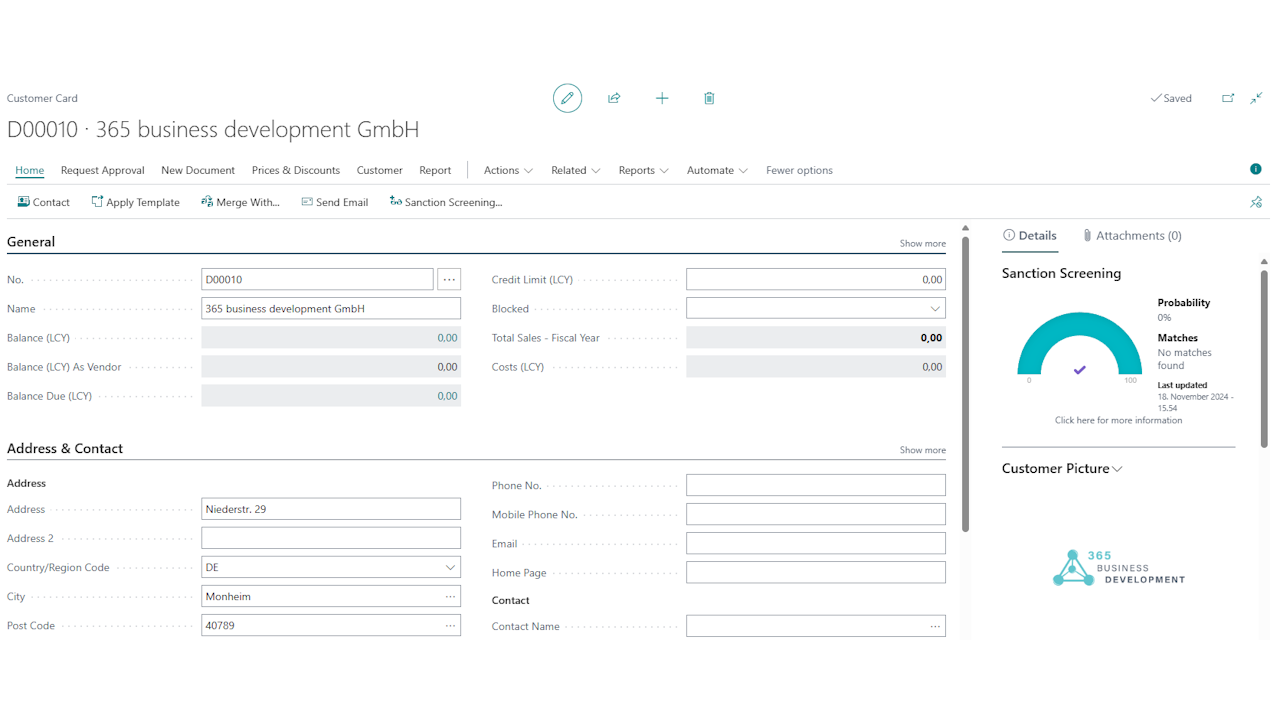 Customer Card
Saved
D00010 · 365 business development GmbH
Home Request Approval New Document Prices & Discounts Customer Report Actions Related Reports Automate Fewer options
Contact Apply Template Merge With... Send Email Sanction Screening...
General Show more
No. D00010
Name 365 business development GmbH
Balance (LCY) 0,00
Balance (LCY) As Vendor 0,00
Balance Due (LCY) 0,00
Credit Limit (LCY) 0,00
Blocked
Total Sales - Fiscal Year 0,00
Costs (LCY) 0,00
Address & Contact Show more
Address
Address Niederstr. 29
Address 2
Country/Region Code DE
City Monheim
Post Code 40789
Phone No.
Mobile Phone No.
Email
Home Page
Contact
Contact Name
Details Attachments (0)
Sanction Screening
0 100
Probability
0%
Matches
No matches
found
Last updated
18. November 2024 -
15.54
Click here for more information
Customer Picture
365
BUSINESS
DEVELOPMENT